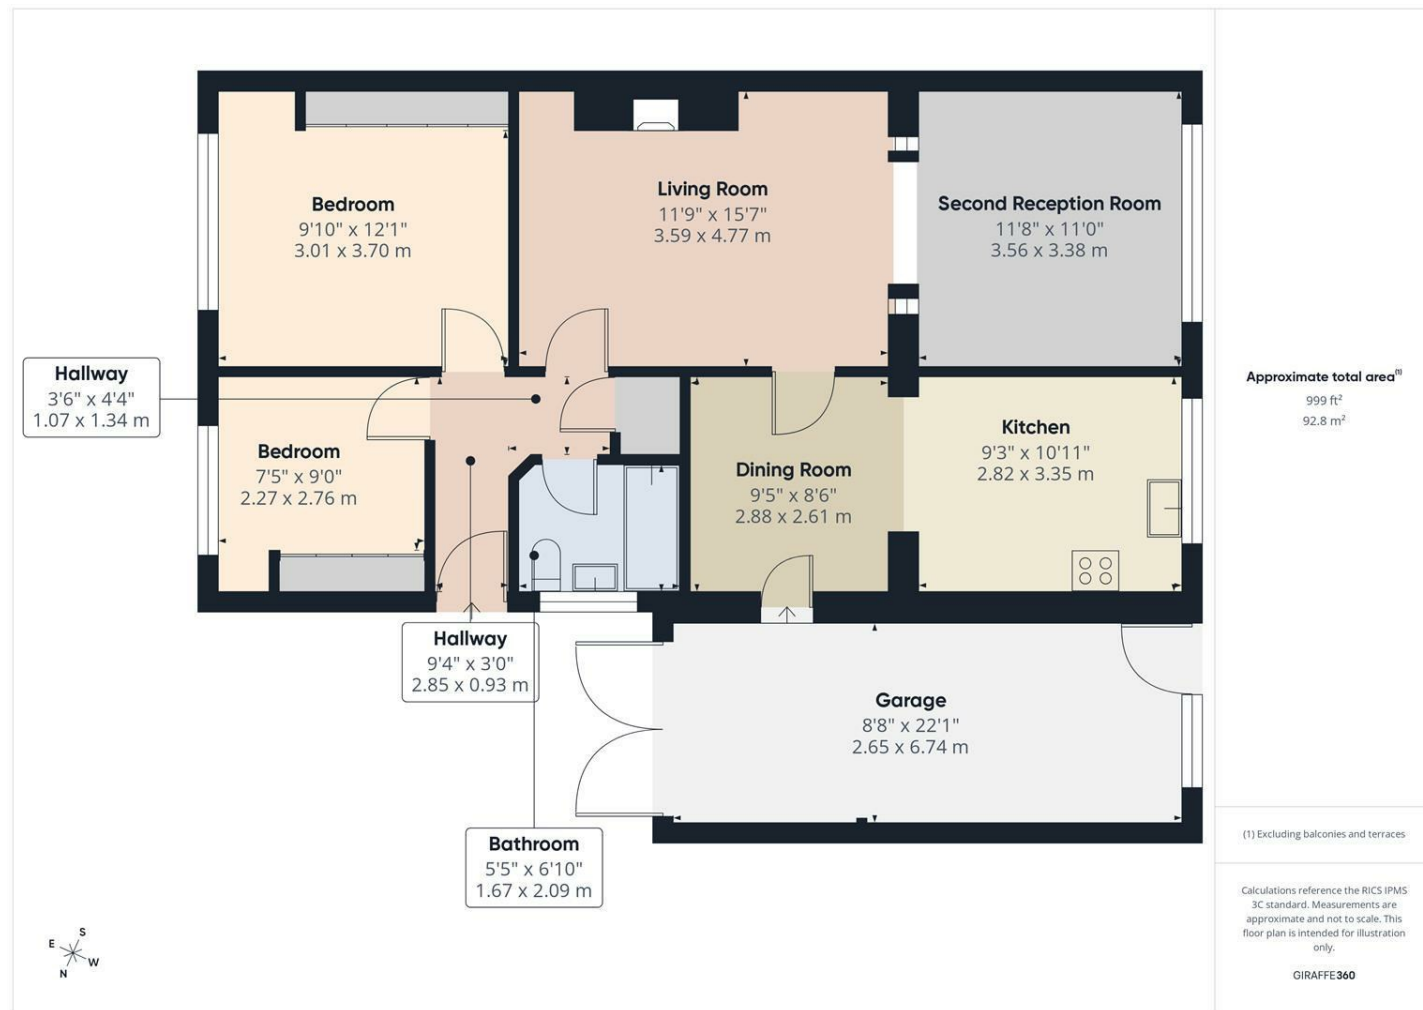 Bedroom
9'10" x 12'1"
3.01 x 3.70 m
Living Room
11'9" x 15'7"
3.59 x 4.77 m
Second Reception Room
11'8" x 11'0"
3.56 x 3.38 m
Hallway
3'6" x 4'4"
1.07 x 1.34 m
Bedroom
7'5" x 9'0"
2.27 x 2.76 m
Dining Room
9'5" x 8'6"
2.88 x 2.61 m
Kitchen
9'3" x 10'11"
2.82 x 3.35 m
Hallway
9'4" x 3'0"
2.85 x 0.93 m
Garage
8'8" x 22'1"
2.65 x 6.74 m
Bathroom
5'5" x 6'10"
1.67 x 2.09 m
S
E
W
N
Approximate total area(1)
999 ft²
92.8 m²
(1) Excluding balconies and terraces
Calculations reference the RICS IPMS
3C standard. Measurements are
approximate and not to scale. This
floor plan is intended for illustration
only.
GIRAFFE360